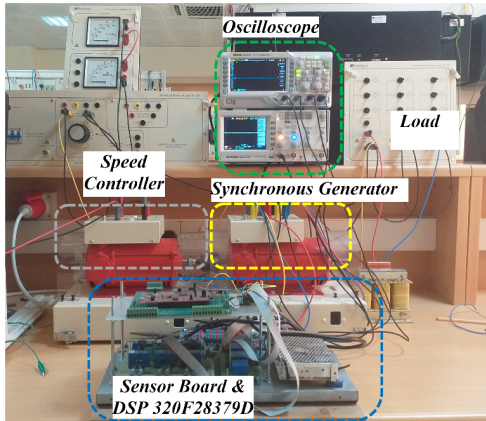 Oscilloscope
Load
Speed
Controller
Synchronous Generator
Sensor Board &
DSP 320F28379D